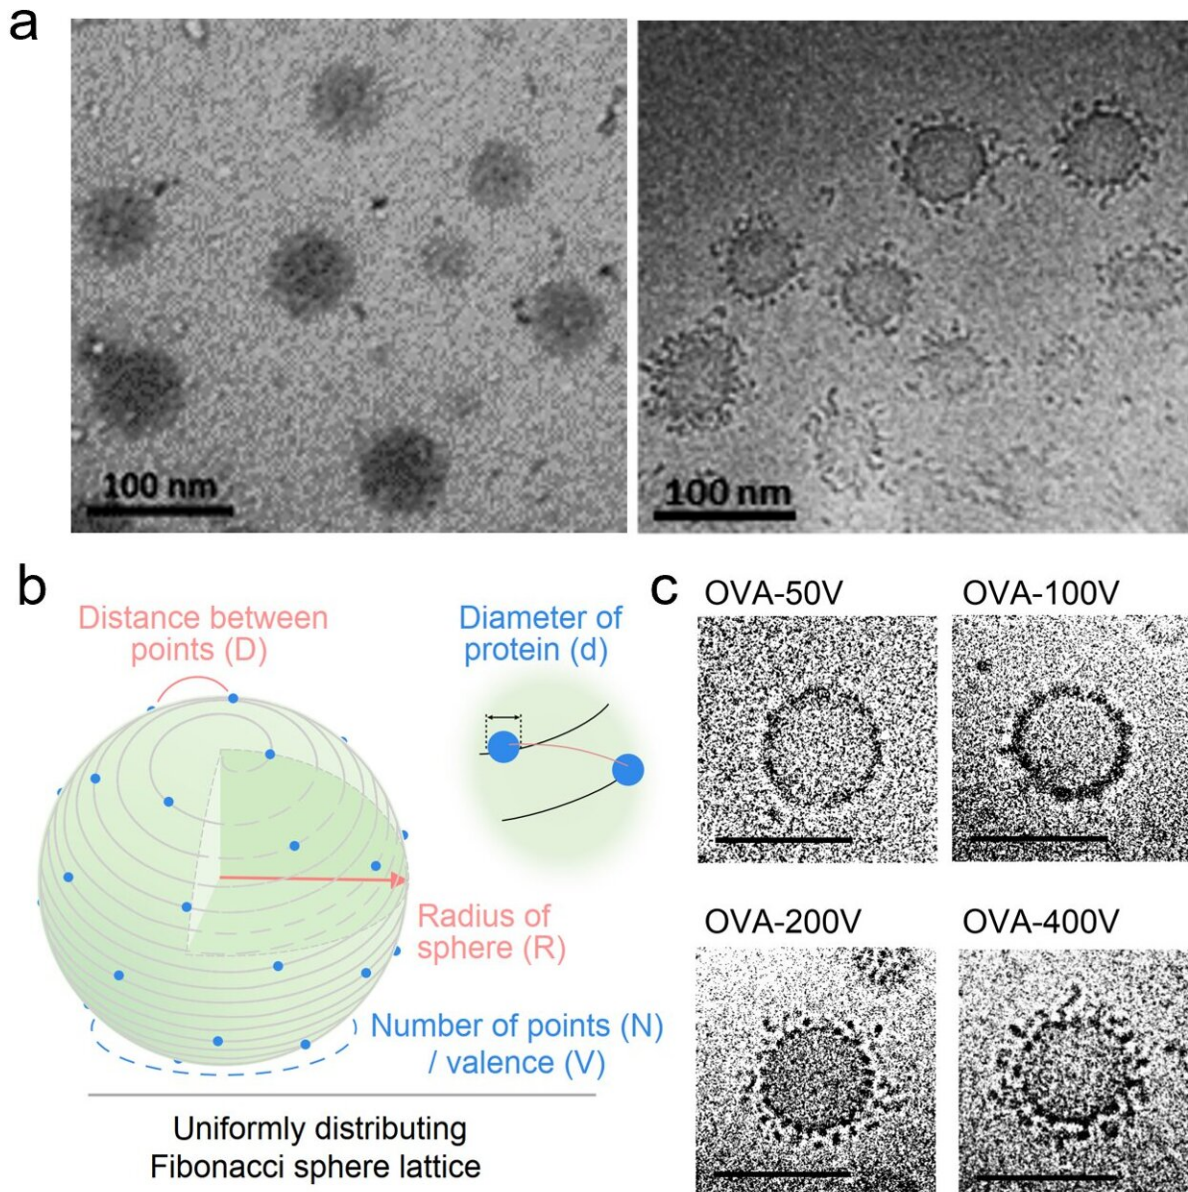 a
100 nm
100 nm
b
Distance between
points (D)
Diameter of
protein (d)
Radius of
sphere (R)
Number of points (N)
/ valence (V)
Uniformly distributing
Fibonacci sphere lattice
c
OVA-50V
OVA-100V
OVA-200V
OVA-400V